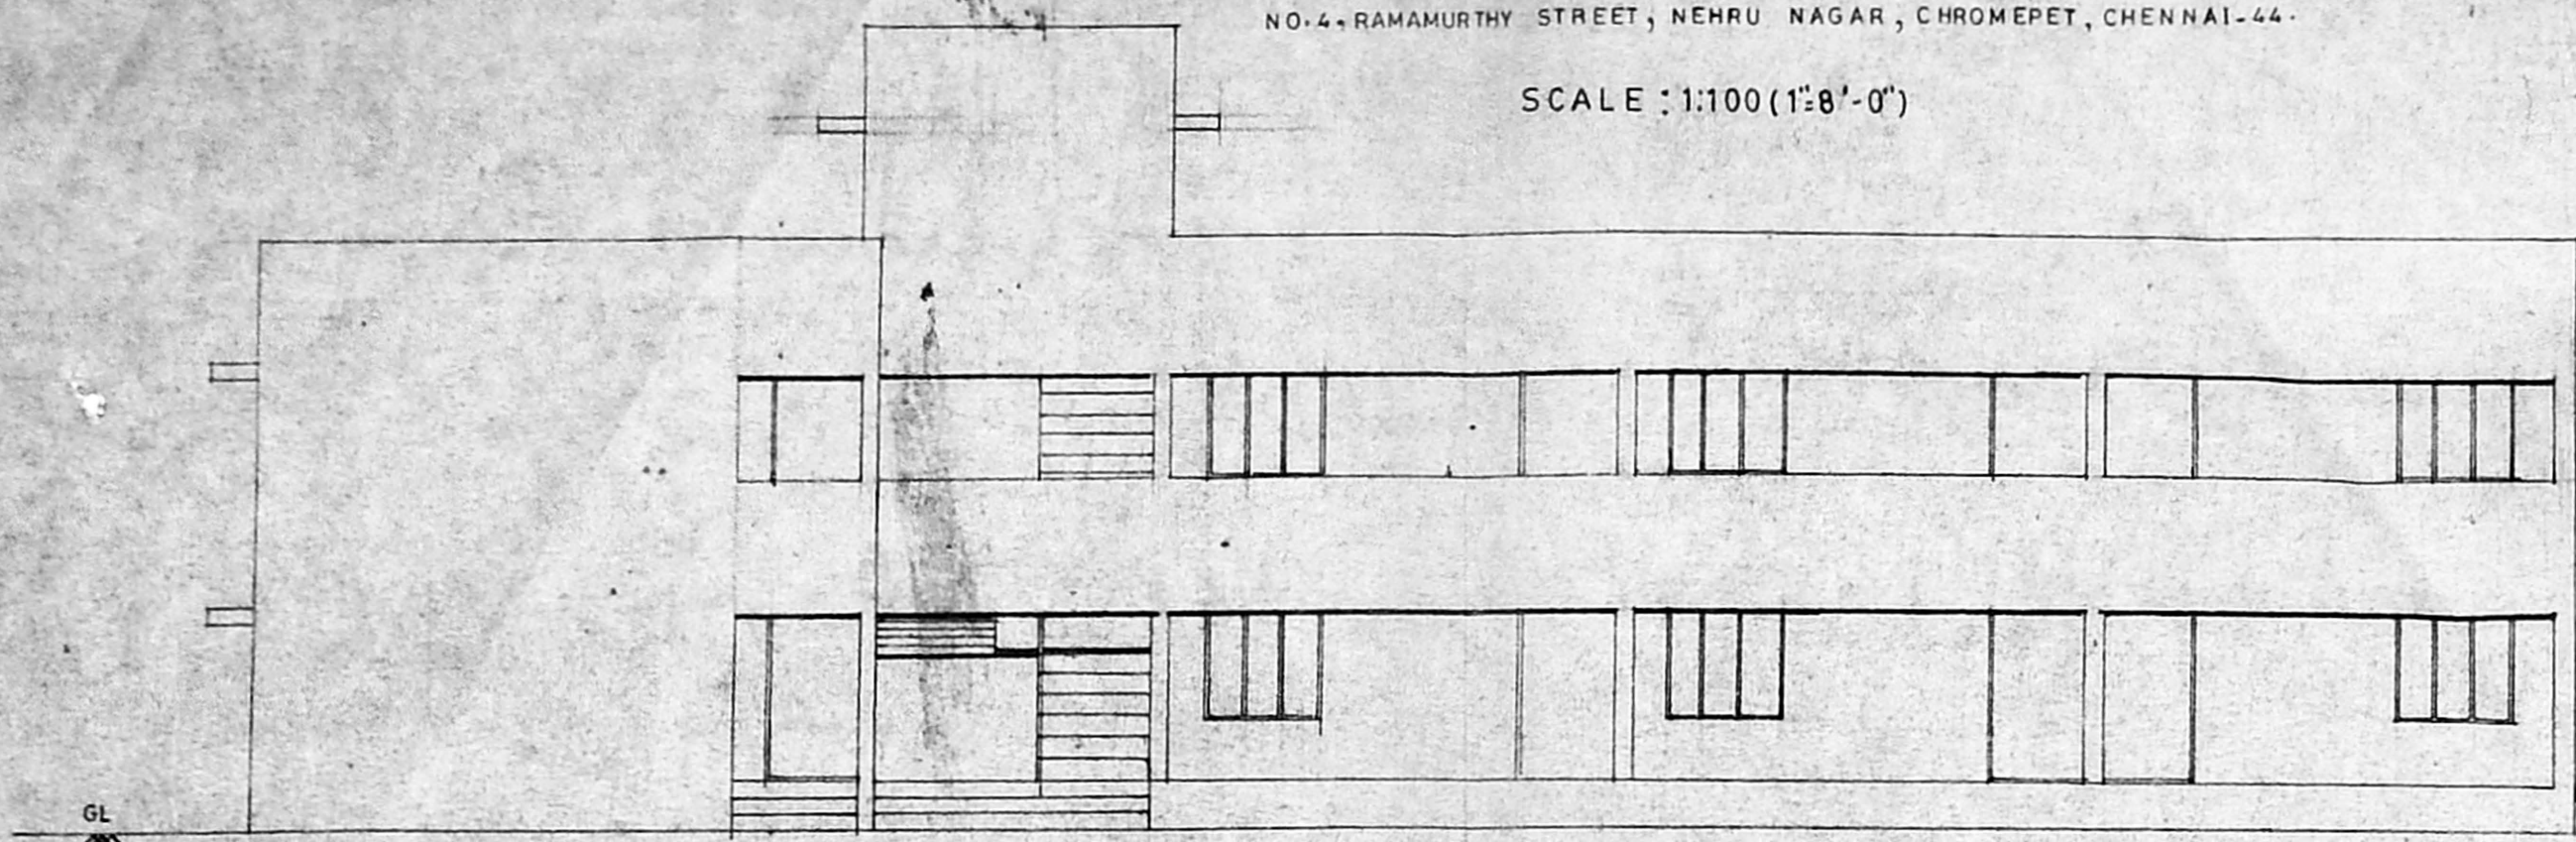 NO.4, RAMAMURTHY STREET, NEHRU NAGAR, CHROMEPET, CHENNAI-44.
SCALE : 1:100 (1"=8'-0")
GL